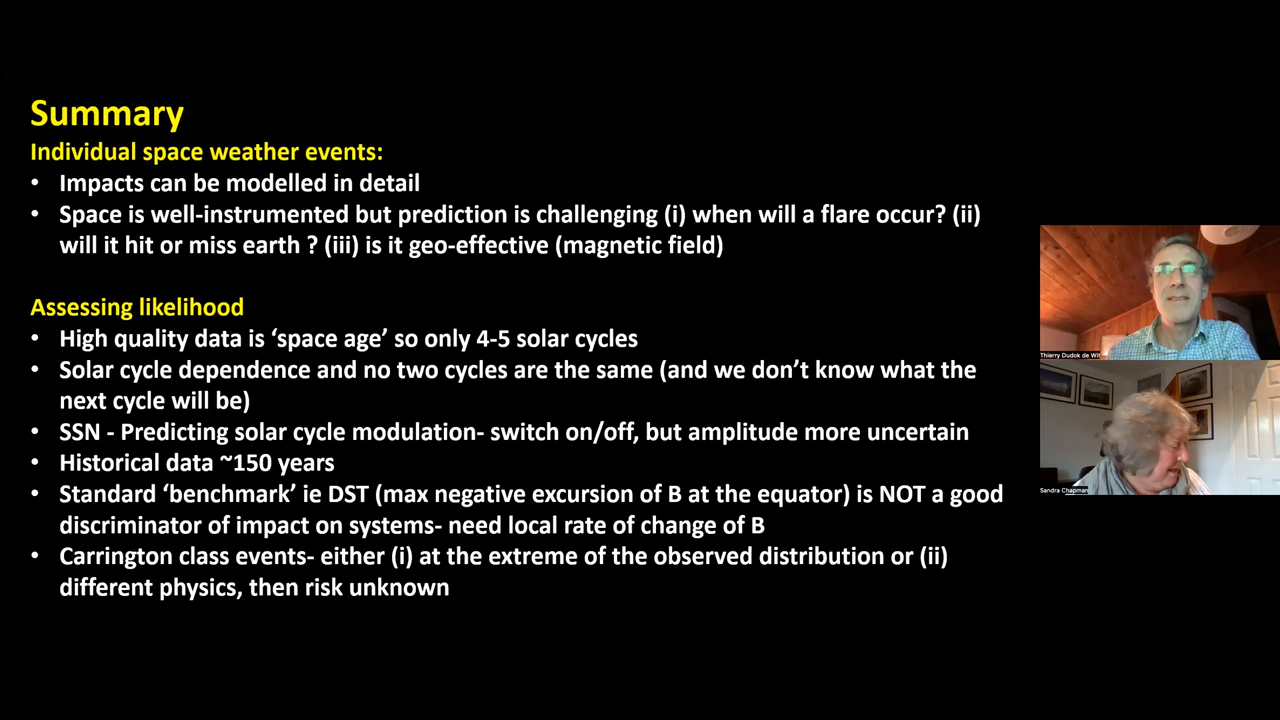 Summary
Individual space weather events:
• Impacts can be modelled in detail
• Space is well-instrumented but prediction is challenging (i) when will a flare occur? (ii)
will it hit or miss earth ? (iii) is it geo-effective (magnetic field)
Assessing likelihood
• High quality data is ‘space age’ so only 4-5 solar cycles
• Solar cycle dependence and no two cycles are the same (and we don’t know what the
next cycle will be)
• SSN - Predicting solar cycle modulation- switch on/off, but amplitude more uncertain
• Historical data ~150 years
• Standard ‘benchmark’ ie DST (max negative excursion of B at the equator) is NOT a good
discriminator of impact on systems- need local rate of change of B
• Carrington class events- either (i) at the extreme of the observed distribution or (ii)
different physics, then risk unknown
Thierry Dudok de Wit
Sandra Chapman